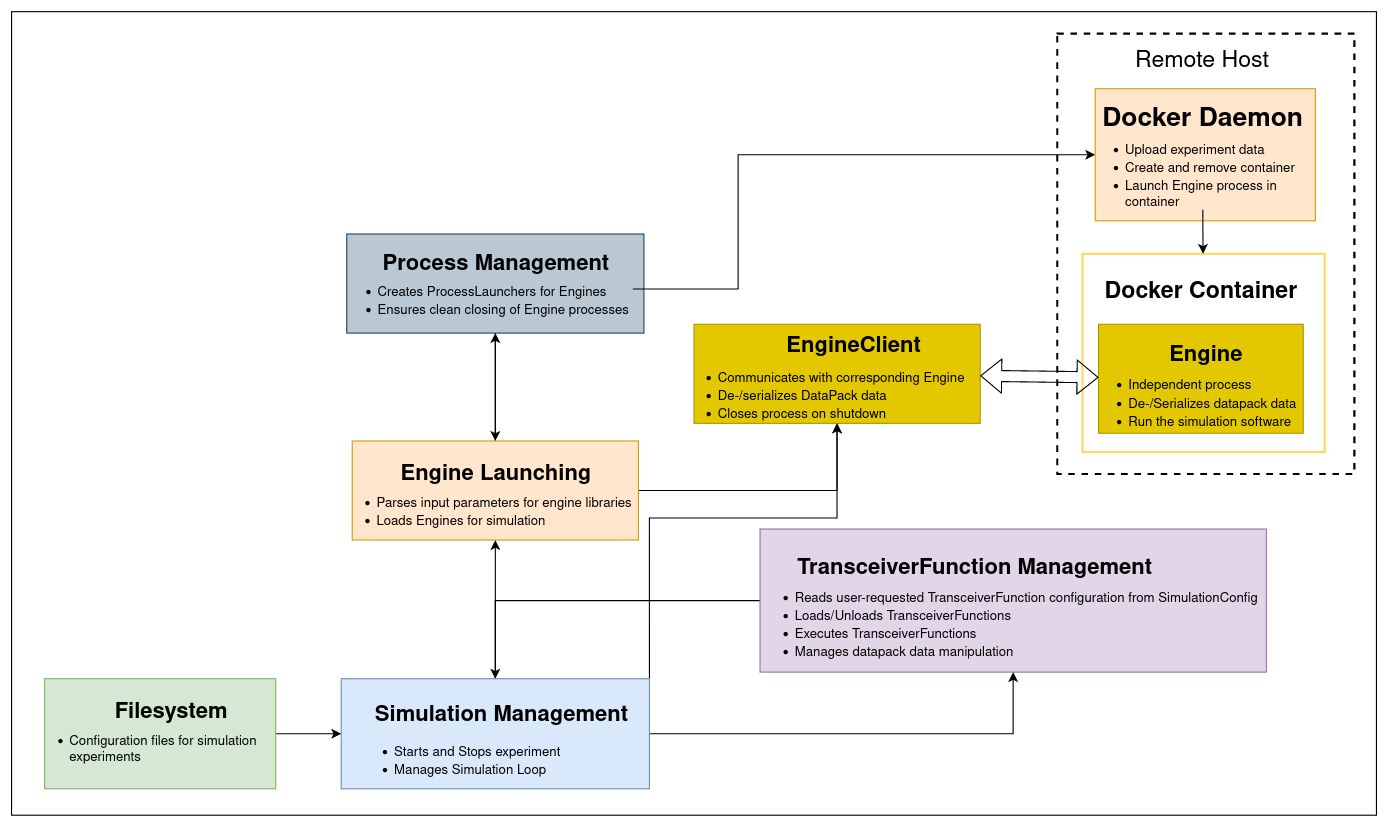 Remote Host
Docker Daemon
• Upload experiment data
• Create and remove container
• Launch Engine process in
container
Process Management
• Creates ProcessLaunchers for Engines
• Ensures clean closing of Engine processes
Docker Container
EngineClient
• Communicates with corresponding Engine
• De-/serializes DataPack data
• Closes process on shutdown
Engine
• Independent process
• De-/Serializes datapack data
• Run the simulation software
Engine Launching
• Parses input parameters for engine libraries
• Loads Engines for simulation
TransceiverFunction Management
• Reads user-requested TransceiverFunction configuration from SimulationConfig
• Loads/Unloads TransceiverFunctions
• Executes TransceiverFunctions
• Manages datapack data manipulation
Filesystem
• Configuration files for simulation
experiments
Simulation Management
• Starts and Stops experiment
• Manages Simulation Loop